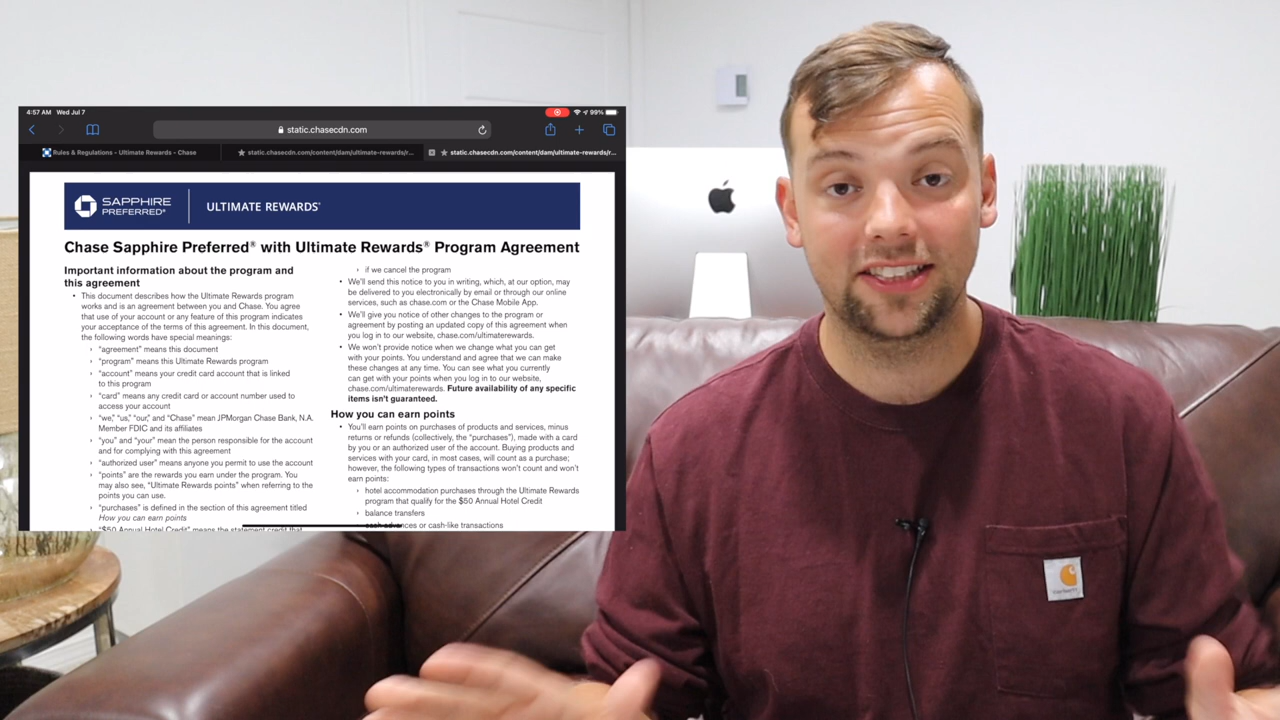 4:57 AM Wed Jul 7
99%
static.chasecdn.com
Rules & Regulations - Ultimate Rewards - Chase
static.chasecdn.com/content/dam/ultimate-rewards/r...
static.chasecdn.com/content/dam/ultimate-rewards/r...
SAPPHIRE
PREFERRED®
ULTIMATE REWARDS®
Chase Sapphire Preferred® with Ultimate Rewards® Program Agreement
Important information about the program and
this agreement
• This document describes how the Ultimate Rewards program
works and is an agreement between you and Chase. You agree
that use of your account or any feature of this program indicates
your acceptance of the terms of this agreement. In this document,
the following words have special meanings:
› "agreement" means this document
› "program" means this Ultimate Rewards program
› "account" means your credit card account that is linked
to this program
› "card" means any credit card or account number used to
access your account
› "we," "us," "our," and "Chase" mean JPMorgan Chase Bank, N.A.
Member FDIC and its affiliates
› "you" and "your" mean the person responsible for the account
and for complying with this agreement
› "authorized user" means anyone you permit to use the account
› "points" are the rewards you earn under the program. You
may also see, "Ultimate Rewards points" when referring to the
points you can use.
› "purchases" is defined in the section of this agreement titled
How you can earn points
› "$50 Annual Hotel Credit" means the statement credit that
› if we cancel the program
• We'll send this notice to you in writing, which, at our option, may
be delivered to you electronically by email or through our online
services, such as chase.com or the Chase Mobile App.
• We'll give you notice of other changes to the program or
agreement by posting an updated copy of this agreement when
you log in to our website, chase.com/ultimaterewards.
• We won't provide notice when we change what you can get
with your points. You understand and agree that we can make
these changes at any time. You can see what you currently
can get with your points when you log in to our website,
chase.com/ultimaterewards. Future availability of any specific
items isn't guaranteed.
How you can earn points
• You'll earn points on purchases of products and services, minus
returns or refunds (collectively, the "purchases"), made with a card
by you or an authorized user of the account. Buying products and
services with your card, in most cases, will count as a purchase;
however, the following types of transactions won't count and won't
earn points:
› hotel accommodation purchases through the Ultimate Rewards
program that qualify for the $50 Annual Hotel Credit
› balance transfers
› cash advances or cash-like transactions
carhartt